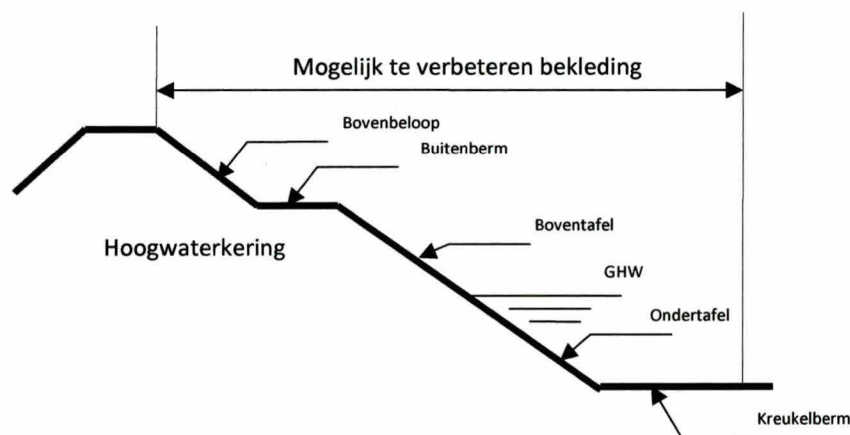 Mogelijk te verbeteren bekleding
Bovenbeloop
Buitenberm
Boventafel
Hoogwaterkering
GHW
Ondertafel
Kreukelberm